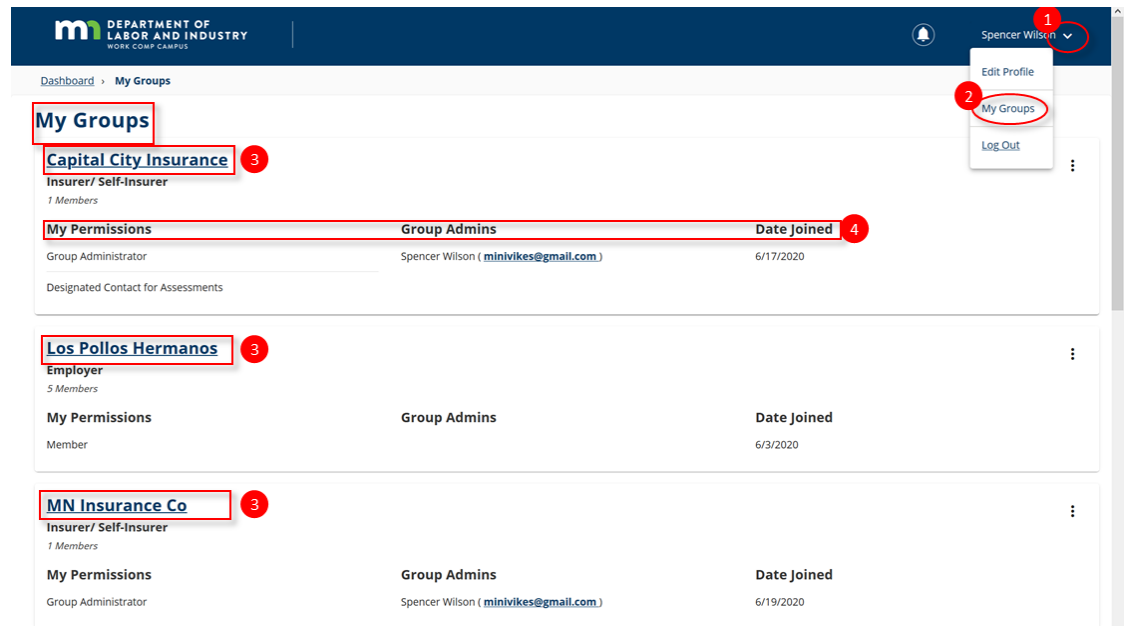 DEPARTMENT OF
LABOR AND INDUSTRY
WORK COMP CAMPUS
1
Spencer Wilson
Edit Profile
2
My Groups
Log Out
Dashboard › My Groups
My Groups
Capital City Insurance 3
Insurer/ Self-Insurer
1 Members
My Permissions Group Admins Date Joined 4
Group Administrator Spencer Wilson ( minivikes@gmail.com ) 6/17/2020
Designated Contact for Assessments
Los Pollos Hermanos 3
Employer
5 Members
My Permissions Group Admins Date Joined
Member 6/3/2020
MN Insurance Co 3
Insurer/ Self-Insurer
1 Members
My Permissions Group Admins Date Joined
Group Administrator Spencer Wilson ( minivikes@gmail.com ) 6/19/2020